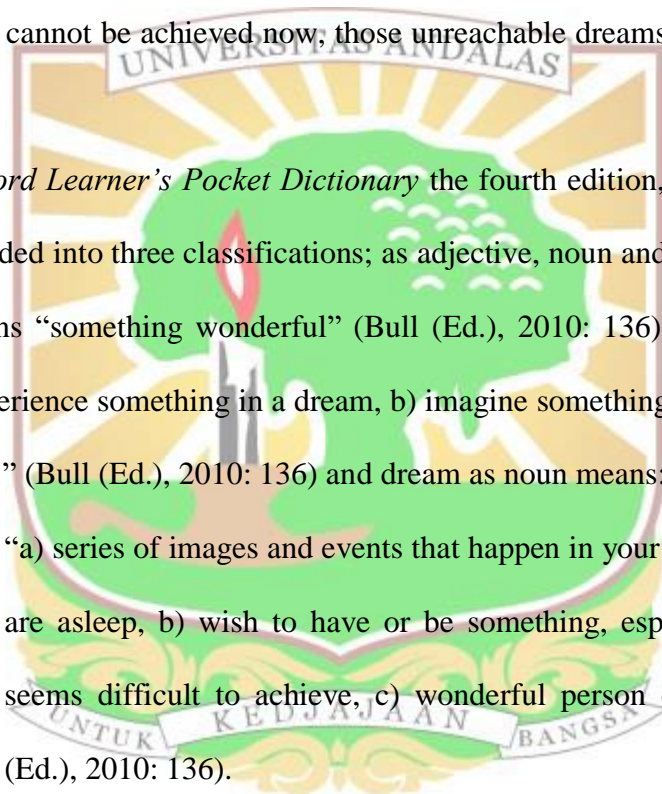 cannot be achieved now, those unreachable dreams
UNIVERSITAS ANDALAS
ord Learner's Pocket Dictionary the fourth edition,
ded into three classifications; as adjective, noun and
ns “something wonderful” (Bull (Ed.), 2010: 136)
perience something in a dream, b) imagine something
” (Bull (Ed.), 2010: 136) and dream as noun means:
“a) series of images and events that happen in your
are asleep, b) wish to have or be something, esp
seems difficult to achieve, c) wonderful person
UNTUK KEDJAJAAN BANGSA
(Ed.), 2010: 136).